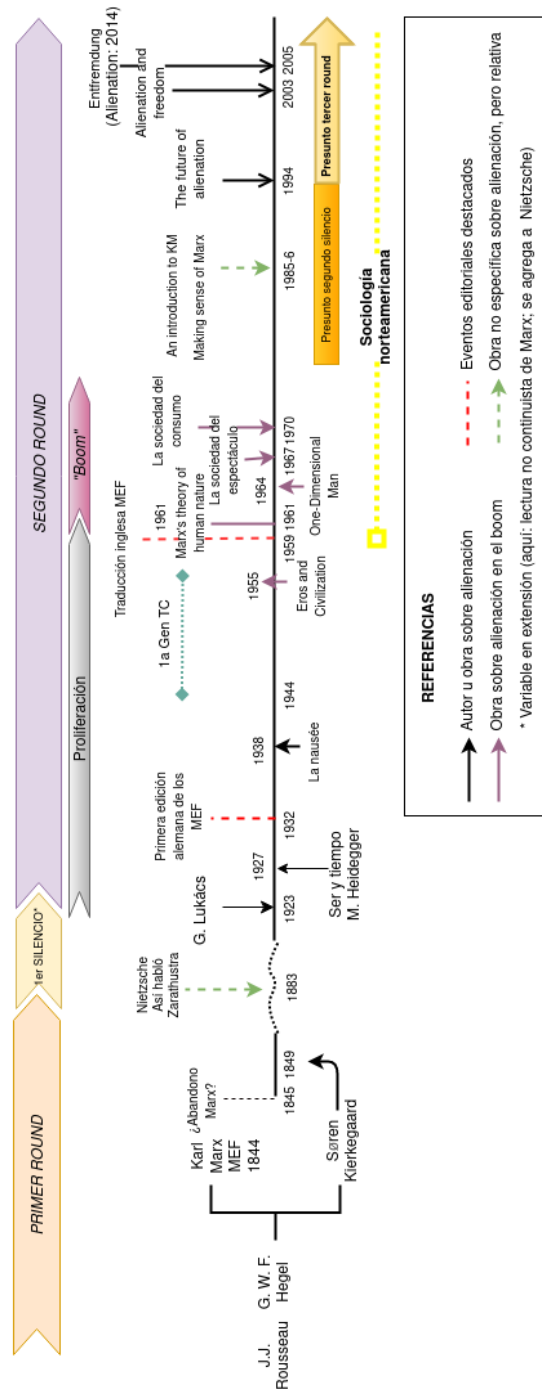 PRIMER ROUND
1er SILENCIO*
SEGUNDO ROUND
Proliferación
"Boom"
J.J.
Rousseau
G. W. F.
Hegel
Karl
Marx
MEF
1844
¿Abandono
Marx?
Søren
Kierkegaard
1845
1849
Nietzsche
Así habló
Zarathustra
1883
G. Lukács
1923
1927
Ser y tiempo
M. Heidegger
Primera edición
alemana de los
MEF
1932
1938
La nausée
1944
1a Gen TC
1955
Eros and
Civilization
Traducción inglesa MEF
1959
1961
Marx's theory of
human nature
1961
1964
One-Dimensional
Man
La sociedad del
espectáculo
1967
La sociedad del
consumo
1970
An introduction to KM
Making sense of Marx
1985-6
The future of
alienation
1994
Alienation and
freedom
2003
Entfremdung
(Alienation: 2014)
2005
Presunto segundo silencio
Presunto tercer round
Sociología
norteamericana
REFERENCIAS
Autor u obra sobre alienación
Eventos editoriales destacados
Obra sobre alienación en el boom
Obra no específica sobre alienación, pero relativa
* Variable en extensión (aquí: lectura no continuista de Marx; se agrega a Nietzsche)